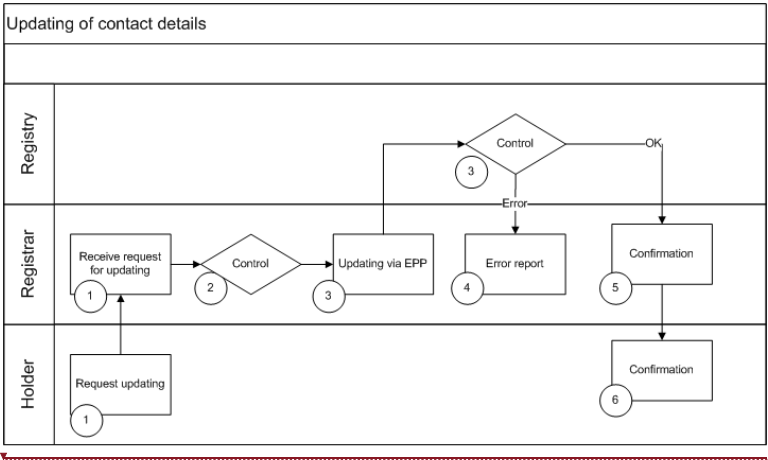 Updating of contact details
Registry
Control
3
OK
Error
Registrar
Receive request
for updating
1
Control
2
Updating via EPP
3
Error report
4
Confirmation
5
Holder
Request updating
1
Confirmation
6